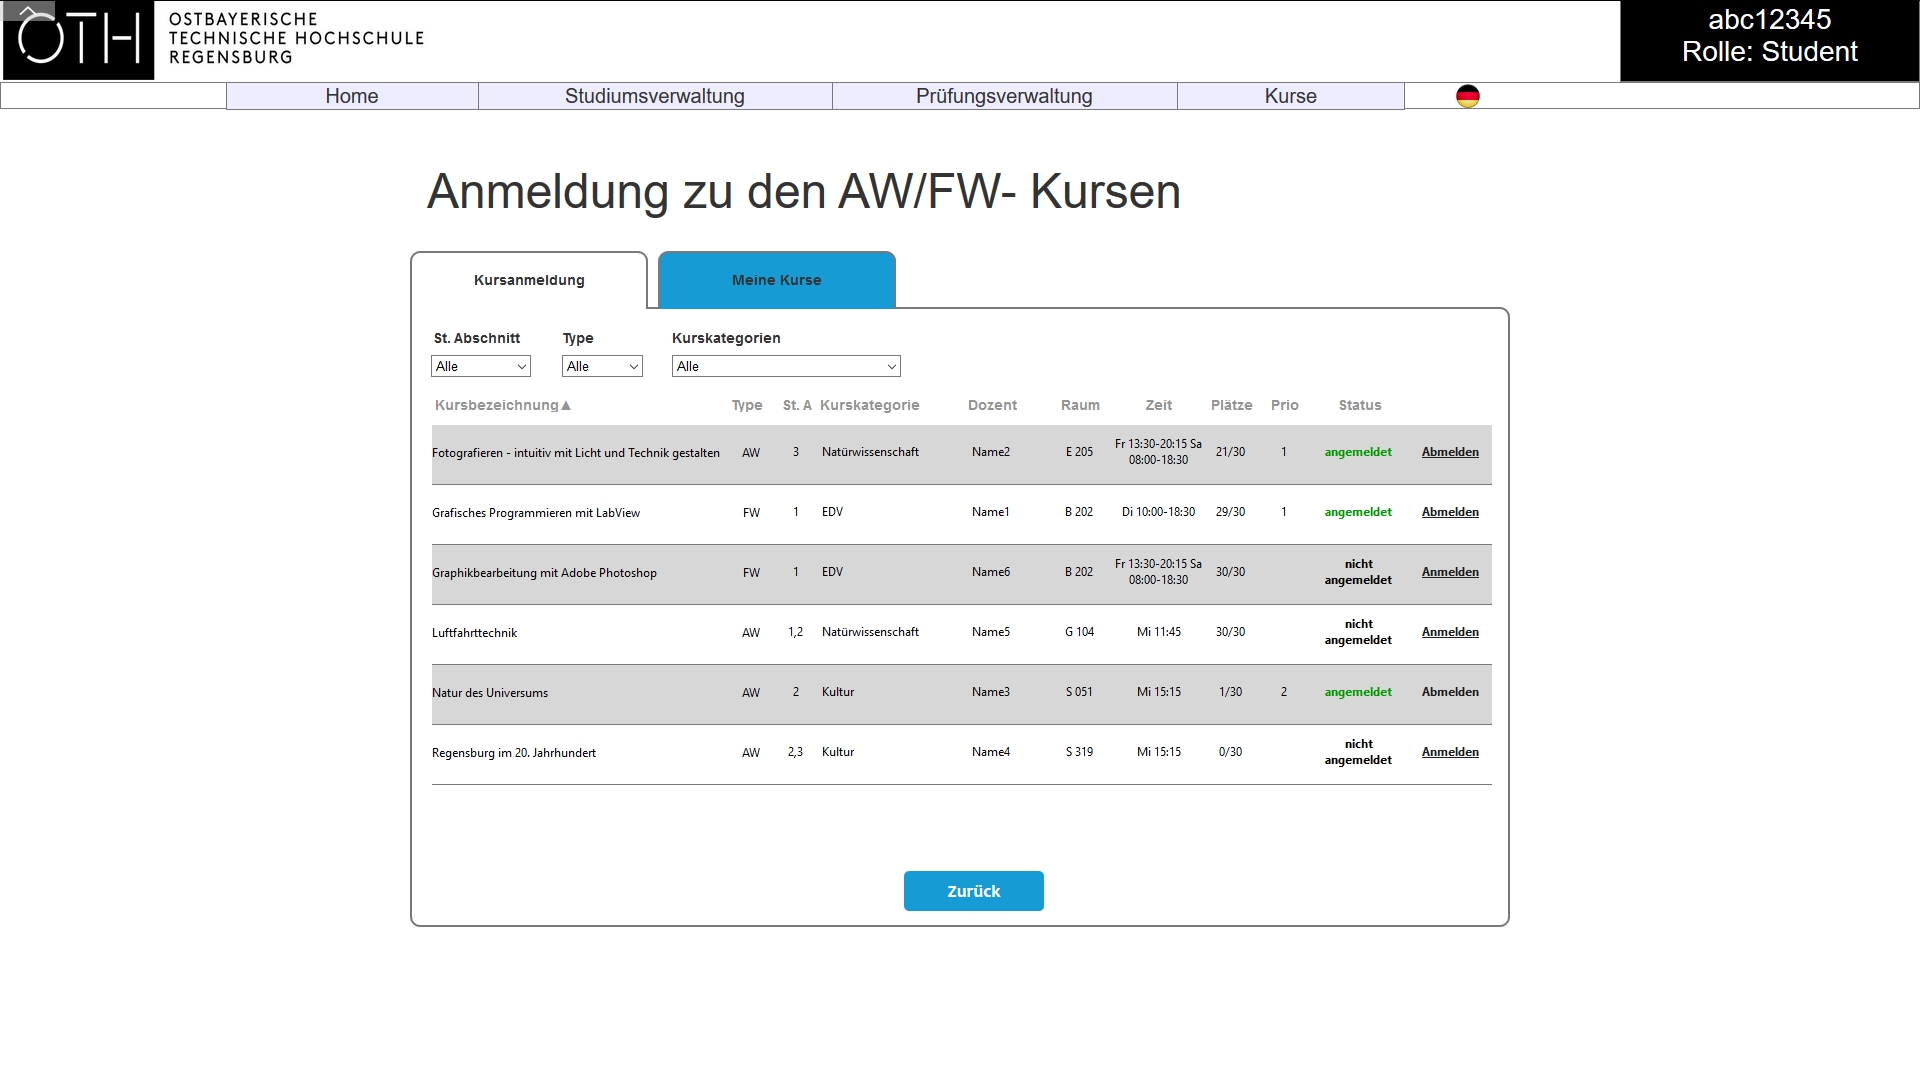 OTH
OSTBAYERISCHE
TECHNISCHE HOCHSCHULE
REGENSBURG
abc12345
Rolle: Student
Home Studiumsverwaltung Prüfungsverwaltung Kurse
Anmeldung zu den AW/FW- Kursen
Kursanmeldung Meine Kurse
St. Abschnitt Type Kurskategorien
Alle Alle Alle
Kursbezeichnung▲ Type St. A Kurskategorie Dozent Raum Zeit Plätze Prio Status
Fotografieren - intuitiv mit Licht und Technik gestalten AW 3 Natürwissenschaft Name2 E 205 Fr 13:30-20:15 Sa 08:00-18:30 21/30 1 angemeldet Abmelden
Grafisches Programmieren mit LabView FW 1 EDV Name1 B 202 Di 10:00-18:30 29/30 1 angemeldet Abmelden
Graphikbearbeitung mit Adobe Photoshop FW 1 EDV Name6 B 202 Fr 13:30-20:15 Sa 08:00-18:30 30/30 nicht angemeldet Anmelden
Luftfahrttechnik AW 1,2 Natürwissenschaft Name5 G 104 Mi 11:45 30/30 nicht angemeldet Anmelden
Natur des Universums AW 2 Kultur Name3 S 051 Mi 15:15 1/30 2 angemeldet Abmelden
Regensburg im 20. Jahrhundert AW 2,3 Kultur Name4 S 319 Mi 15:15 0/30 nicht angemeldet Anmelden
Zurück